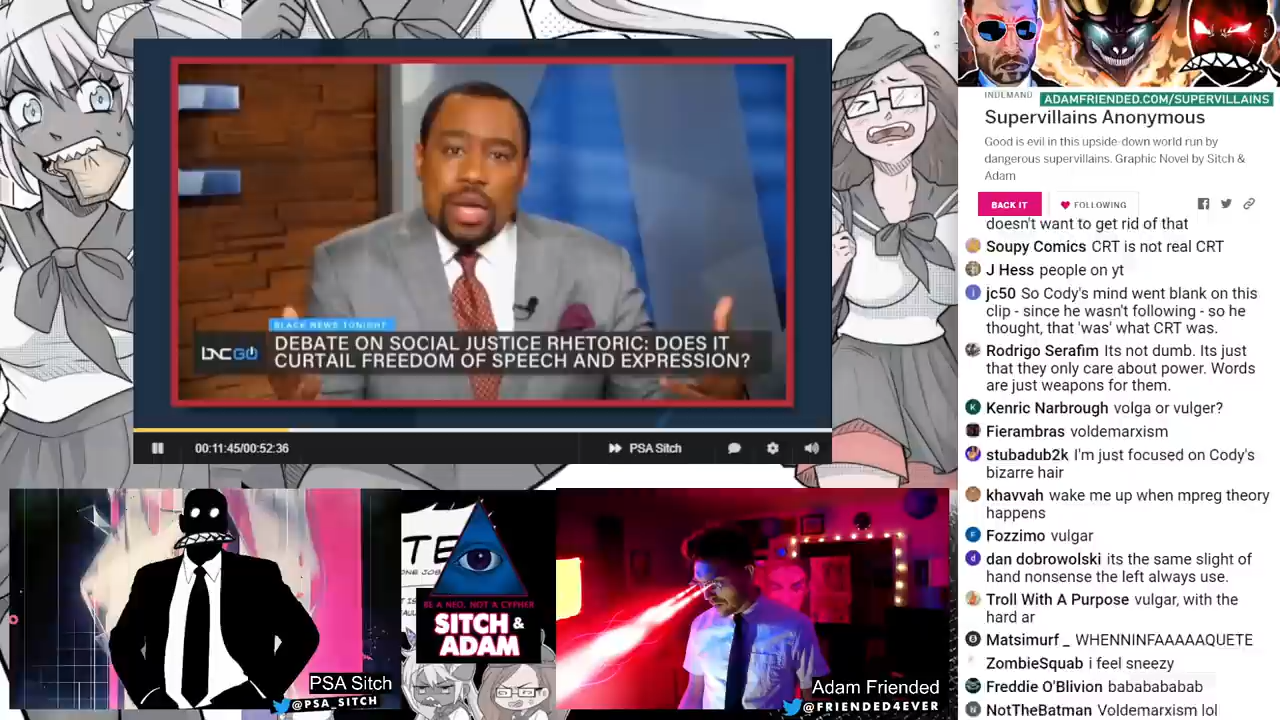 BLACK NEWS TONIGHT
BNC GO
DEBATE ON SOCIAL JUSTICE RHETORIC: DOES IT
CURTAIL FREEDOM OF SPEECH AND EXPRESSION?
00:11:45/00:52:36
PSA Sitch
PSA Sitch
@PSA_SITCH
TE
BE A NEO, NOT A CYPHER
SITCH &
ADAM
Adam Friended
@FRIENDED4EVER
INDEMAND
ADAMFRIENDED.COM/SUPERVILLAINS
Supervillains Anonymous
Good is evil in this upside-down world run by
dangerous supervillains. Graphic Novel by Sitch &
Adam
BACK IT
FOLLOWING
doesn't want to get rid of that
Soupy Comics CRT is not real CRT
J Hess people on yt
jc50 So Cody's mind went blank on this
clip - since he wasn't following - so he
thought, that 'was' what CRT was.
Rodrigo Serafim Its not dumb. Its just
that they only care about power. Words
are just weapons for them.
K
Kenric Narbrough volga or vulger?
Fierambras voldemarxism
stubadub2k I'm just focused on Cody's
bizarre hair
khavvah wake me up when mpreg theory
happens
F
Fozzimo vulgar
d
dan dobrowolski its the same slight of
hand nonsense the left always use.
Troll With A Purpose vulgar, with the
hard ar
Matsimurf _ WHENNINFAAAAAQUETE
ZombieSquab i feel sneezy
Freddie O'Blivion babababababab
N
NotTheBatman Voldemarxism lol